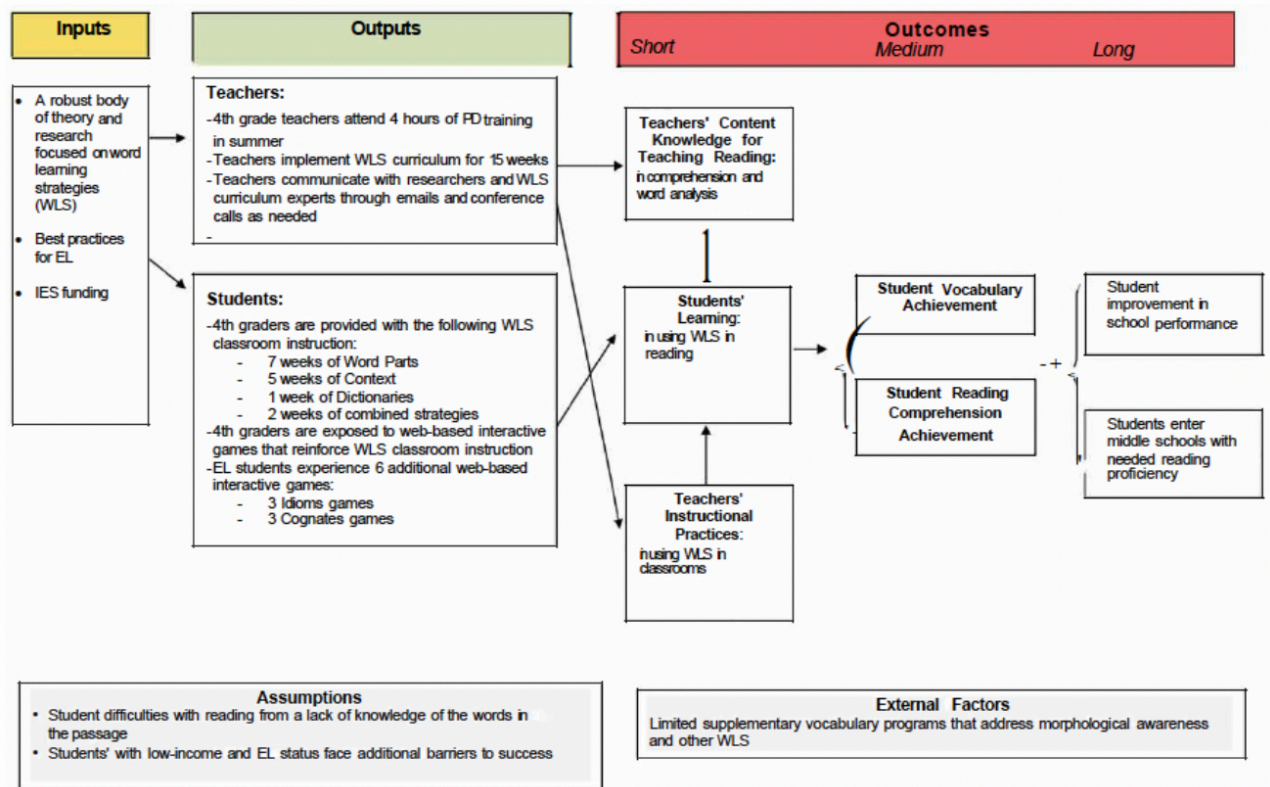 Inputs
Outputs
Outcomes
Short
Medium
Long
• A robust body
of theory and
research
focused onword
learning
strategies
(WLS)
• Best practices
for EL
• IES funding
Teachers:
-4th grade teachers attend 4 hours of PD training
in summer
-Teachers implement WLS curriculum for 15 weeks
-Teachers communicate with researchers and WLS
curriculum experts through emails and conference
calls as needed
-
Students:
-4th graders are provided with the following WLS
classroom instruction:
- 7 weeks of Word Parts
- 5 weeks of Context
- 1 week of Dictionaries
- 2 weeks of combined strategies
-4th graders are exposed to web-based interactive
games that reinforce WLS classroom instruction
-EL students experience 6 additional web-based
interactive games:
- 3 Idioms games
- 3 Cognates games
Teachers' Content
Knowledge for
Teaching Reading:
in comprehension and
word analysis
Students'
Learning:
in using WLS in
reading
Teachers'
Instructional
Practices:
in using WLS in
classrooms
Student Vocabulary
Achievement
Student Reading
Comprehension
Achievement
-+
Student
improvement in
school performance
Students enter
middle schools with
needed reading
proficiency
Assumptions
• Student difficulties with reading from a lack of knowledge of the words in
the passage
• Students' with low-income and EL status face additional barriers to success
External Factors
Limited supplementary vocabulary programs that address morphological awareness
and other WLS